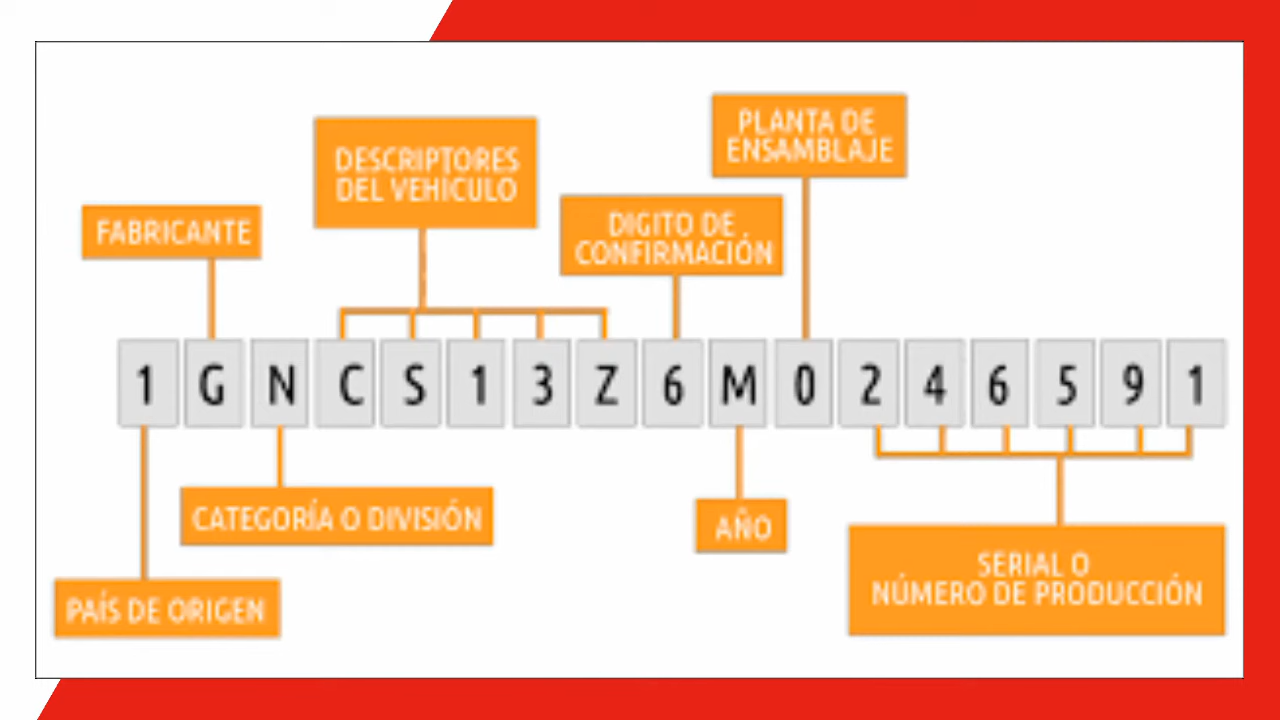 PLANTA DE
ENSAMBLAJE
DESCRIPTORES
DEL VEHICULO
DIGITO DE
CONFIRMACIÓN
FABRICANTE
1 G N C S 1 3 Z 6 M 0 2 4 6 5 9 1
CATEGORÍA O DIVISIÓN
AÑO
PAÍS DE ORIGEN
SERIAL O
NÚMERO DE PRODUCCIÓN